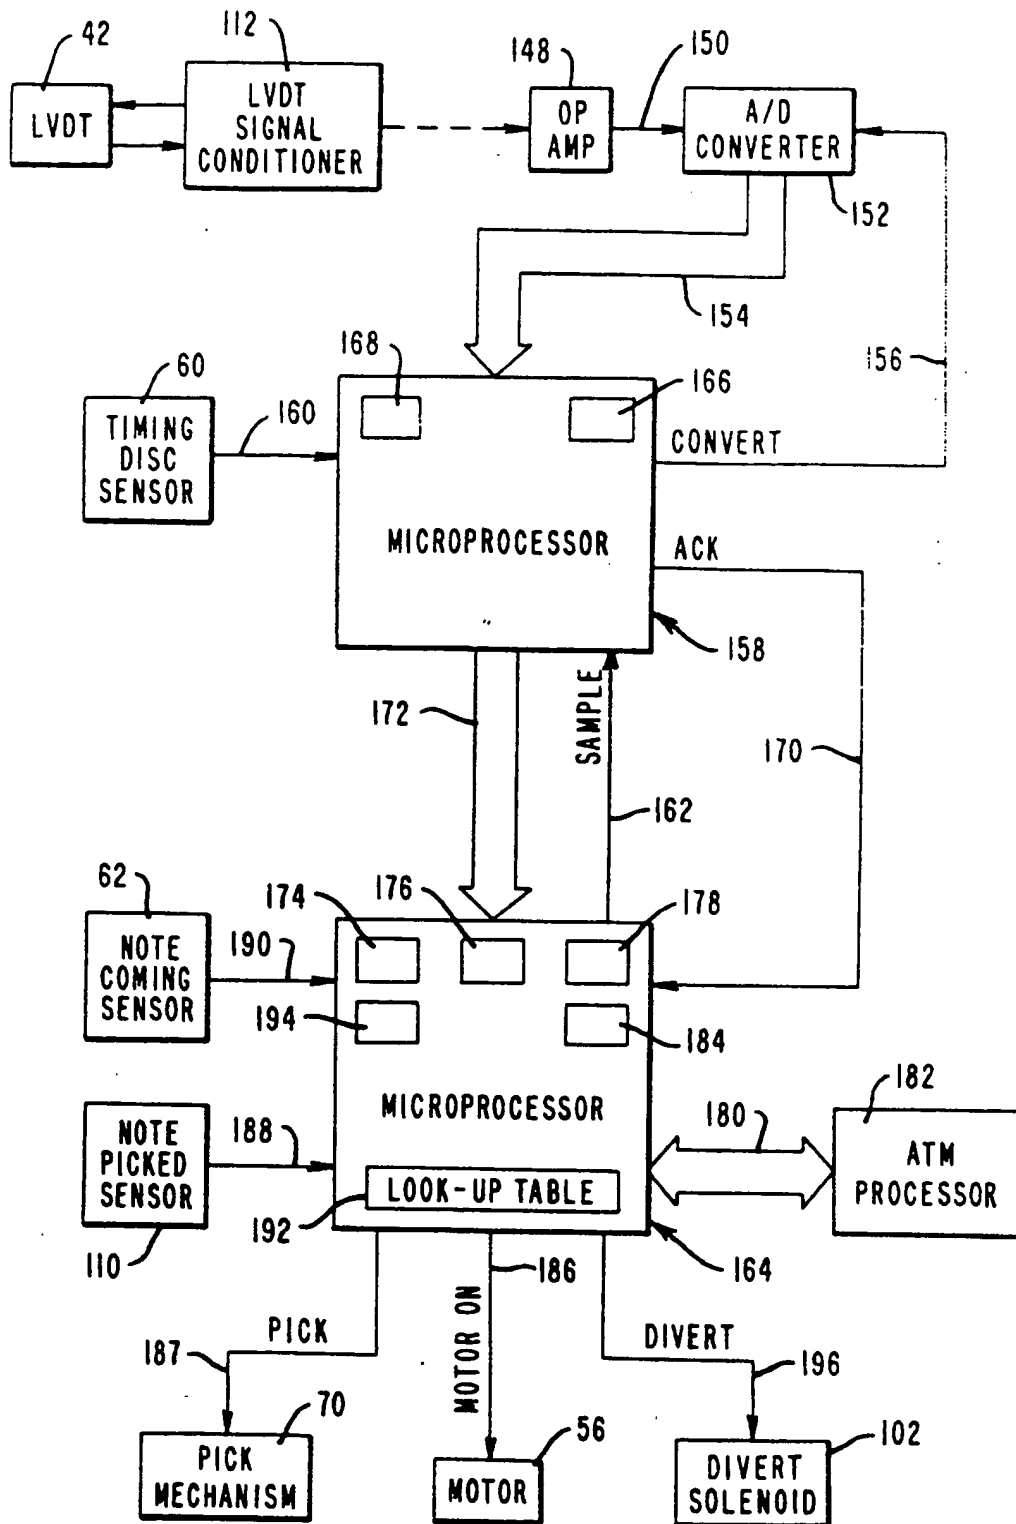 42
112
148
150
LVDT
LVDT
SIGNAL
CONDITIONER
OP
AMP
A/D
CONVERTER
152
154
156
60
168
166
160
TIMING
DISC
SENSOR
CONVERT
MICROPROCESSOR
ACK
158
172
SAMPLE
170
162
62
174
176
178
NOTE
COMING
SENSOR
190
194
184
MICROPROCESSOR
182
NOTE
PICKED
SENSOR
188
180
ATM
PROCESSOR
LOOK-UP TABLE
192
110
186
164
PICK
MOTOR ON
DIVERT
187
196
70
56
102
PICK
MECHANISM
MOTOR
DIVERT
SOLENOID